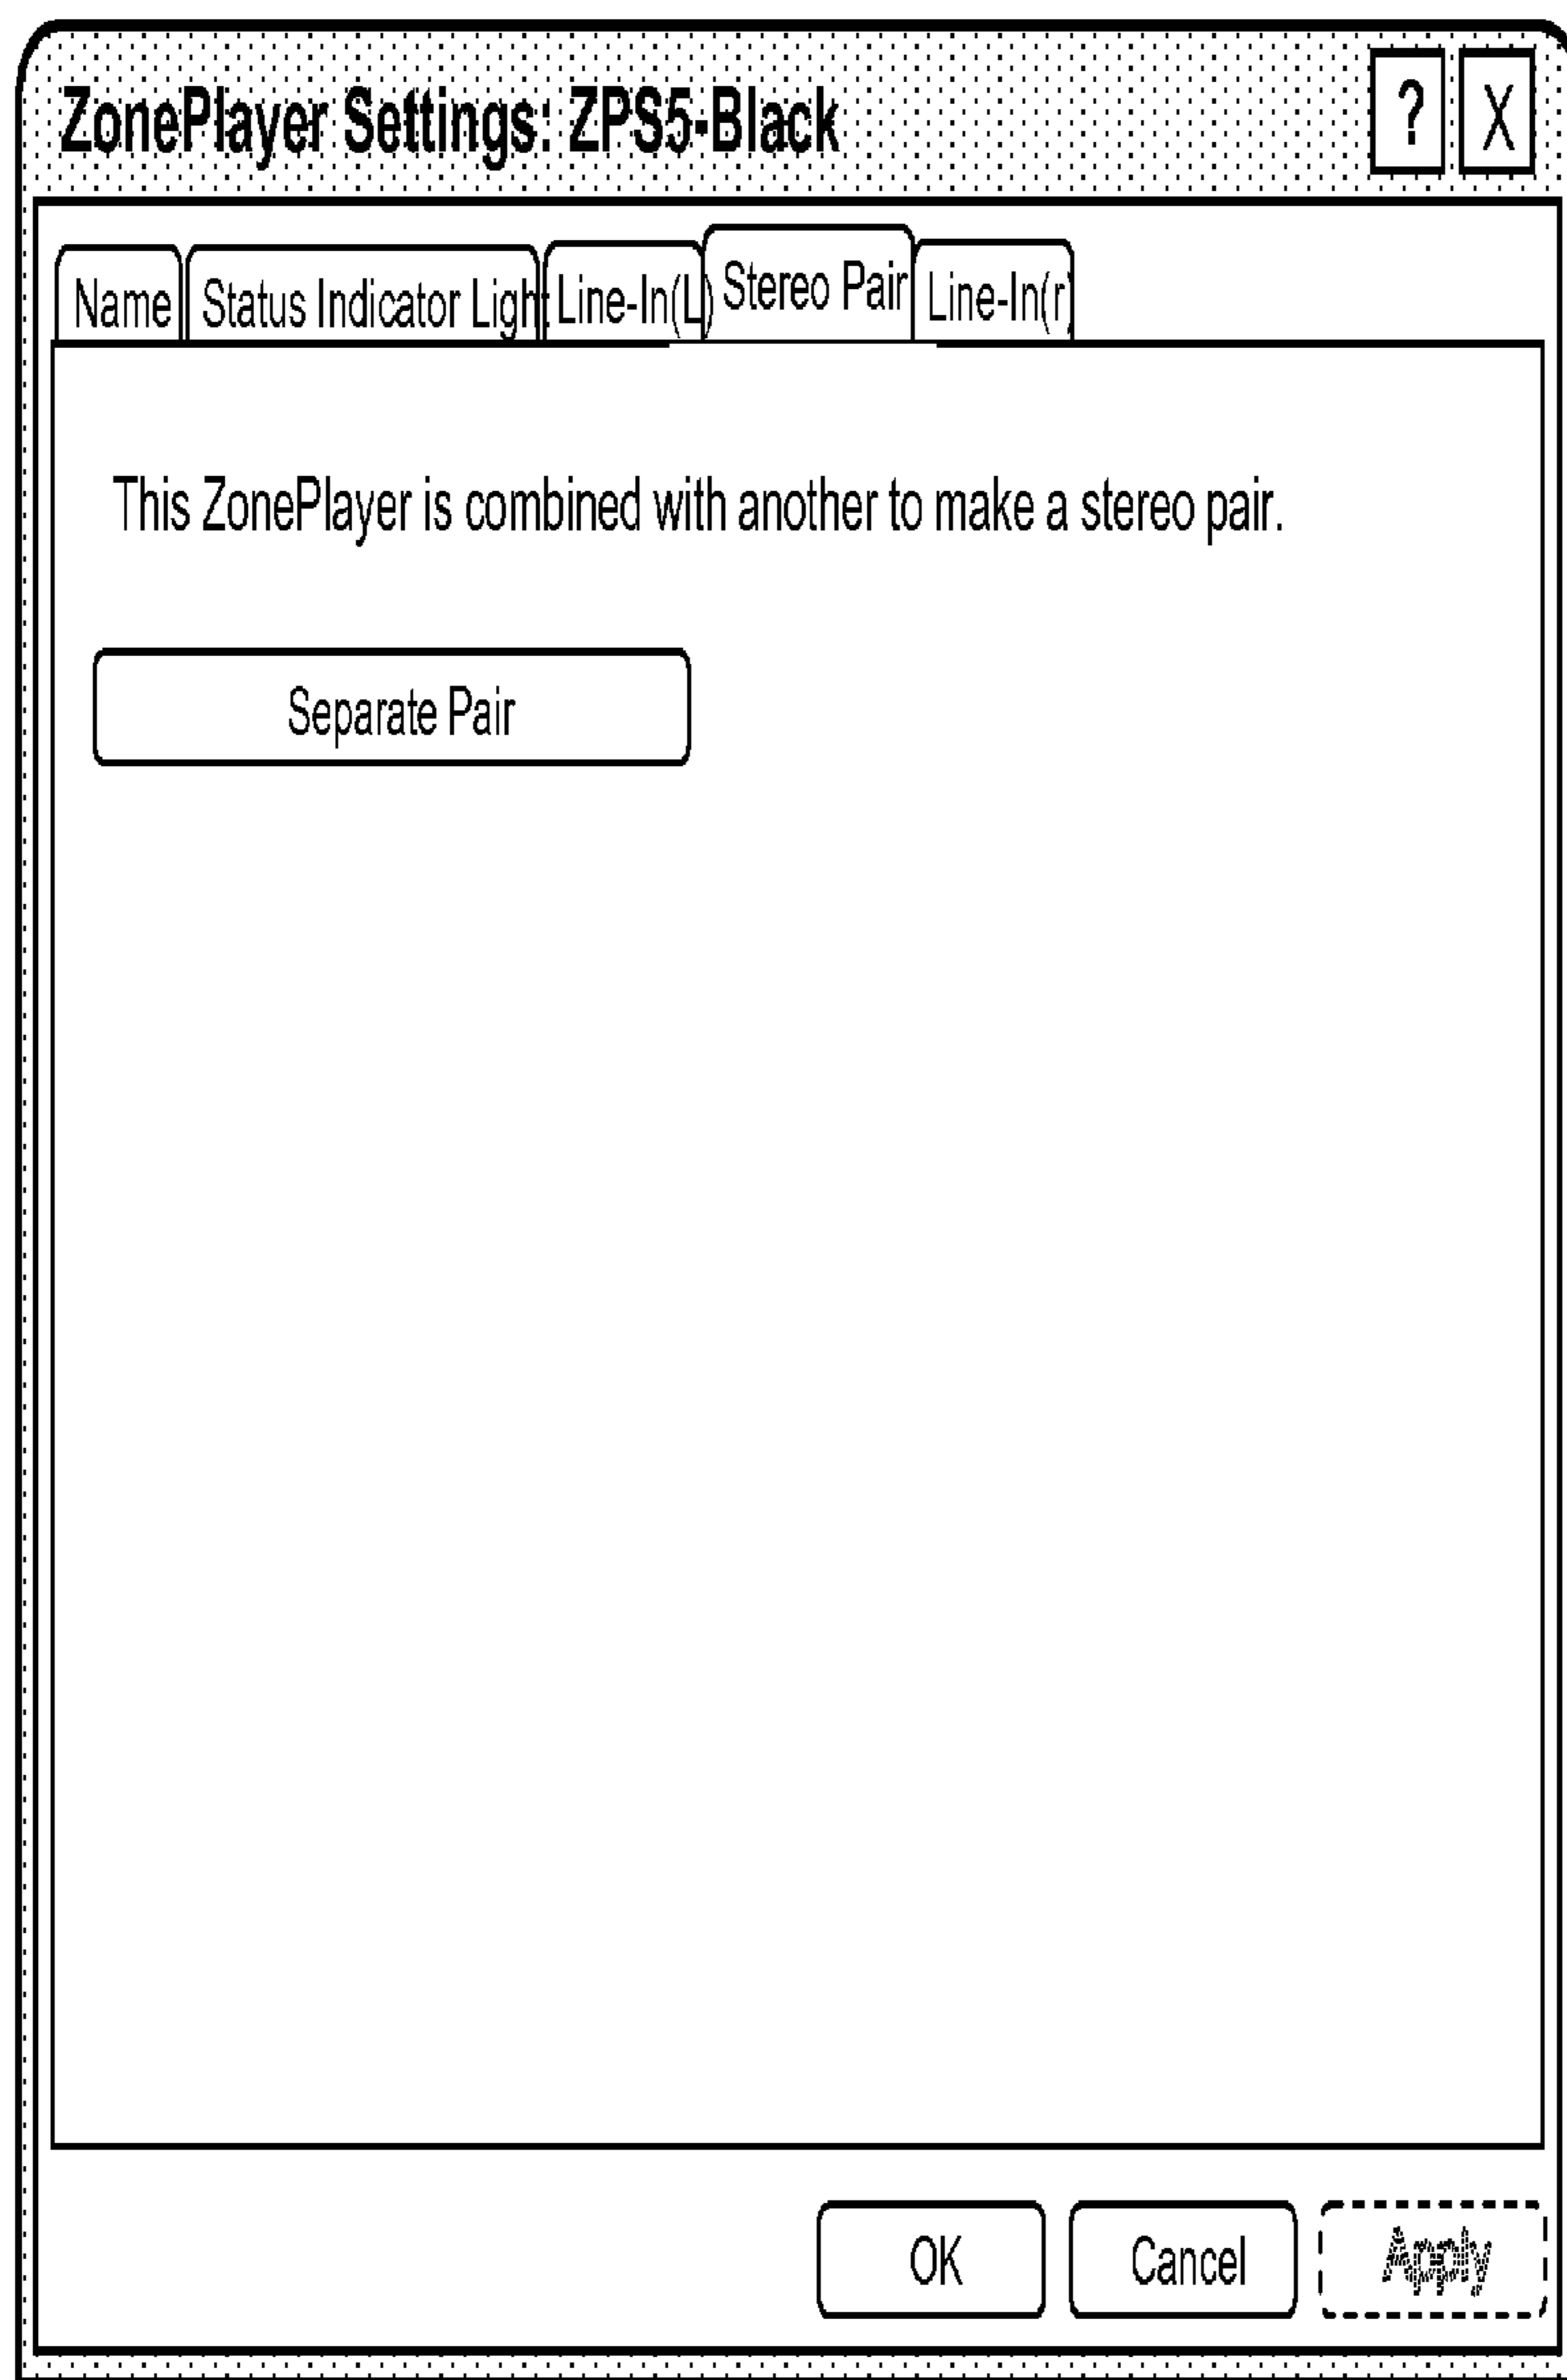 ZonePlayer Settings: ZPS5-Black ? X
Name Status Indicator Light Line-In(L) Stereo Pair Line-In(r)
This ZonePlayer is combined with another to make a stereo pair.
Separate Pair
OK Cancel Apply